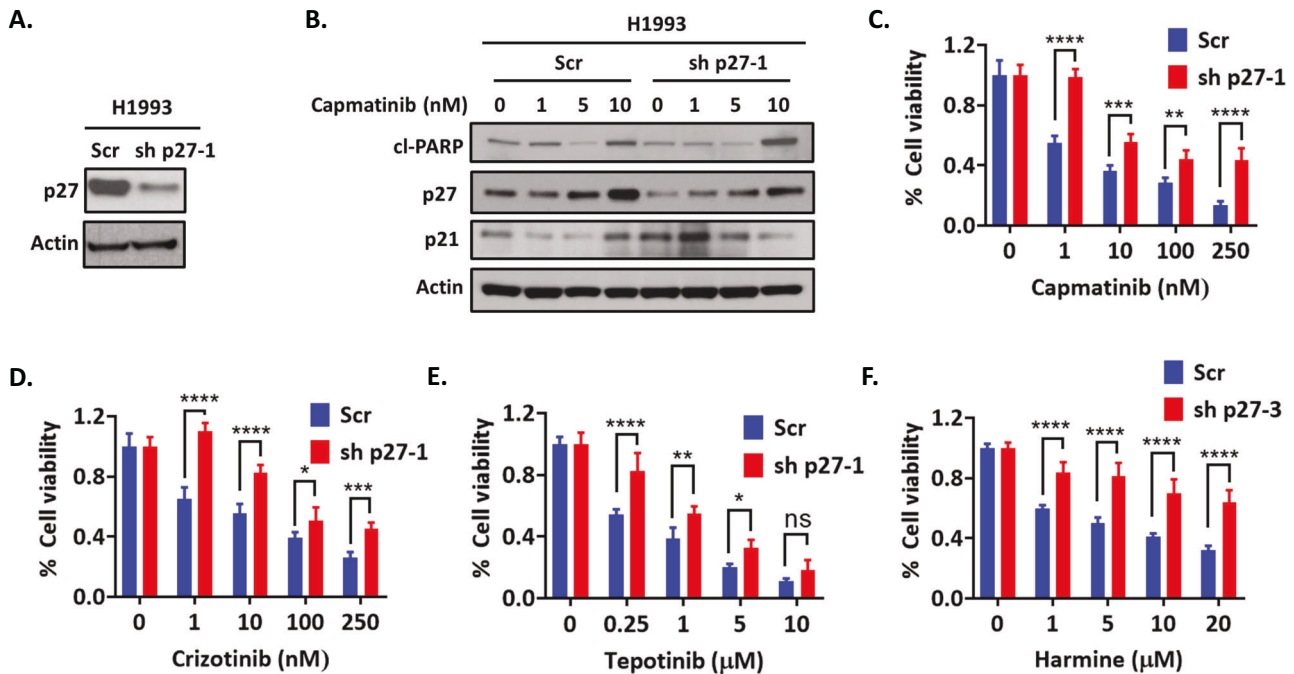 A.
H1993
Scr sh p27-1
p27
Actin
B.
H1993
Scr sh p27-1
Capmatinib (nM) 0 1 5 10 0 1 5 10
cl-PARP
p27
p21
Actin
C.
Scr
sh p27-1
% Cell viability
1.2
0.8
0.4
0.0
**** *** ** ****
0 1 10 100 250
Capmatinib (nM)
D.
Scr
sh p27-1
% Cell viability
1.2
0.8
0.4
0.0
**** **** * ***
0 1 10 100 250
Crizotinib (nM)
E.
Scr
sh p27-1
% Cell viability
1.2
0.8
0.4
0.0
**** ** * ns
0 0.25 1 5 10
Tepotinib (μM)
F.
Scr
sh p27-3
% Cell viability
1.2
0.8
0.4
0.0
**** **** **** ****
0 1 5 10 20
Harmine (μM)